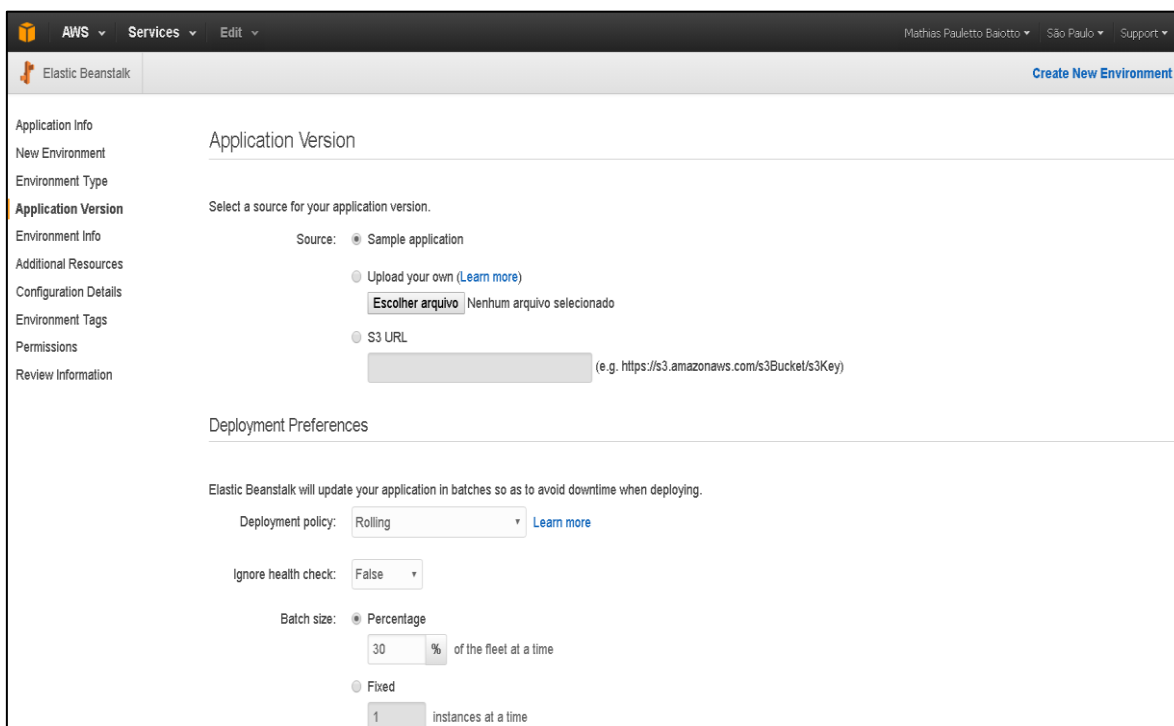 AWS Services Edit Mathias Pauletto Baiotto São Paulo Support
Elastic Beanstalk Create New Environment
Application Info
New Environment
Environment Type
Application Version
Environment Info
Additional Resources
Configuration Details
Environment Tags
Permissions
Review Information
Application Version
Select a source for your application version.
Source: Sample application
Upload your own (Learn more)
Escolher arquivo Nenhum arquivo selecionado
S3 URL
(e.g. https://s3.amazonaws.com/s3Bucket/s3Key)
Deployment Preferences
Elastic Beanstalk will update your application in batches so as to avoid downtime when deploying.
Deployment policy: Rolling Learn more
Ignore health check: False
Batch size: Percentage
30 % of the fleet at a time
Fixed
1 instances at a time